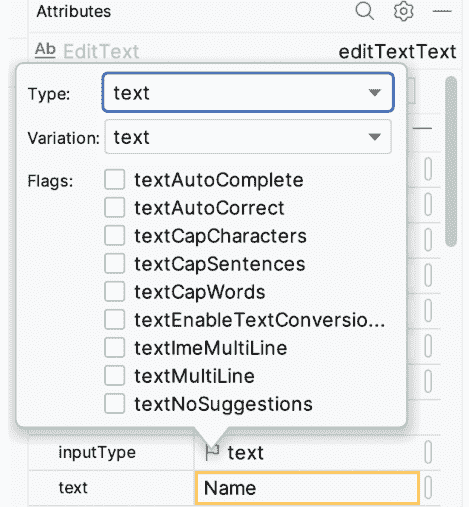 Attributes
Ab EditText editTextText
Type: text
Variation: text
Flags: textAutoComplete
textAutoCorrect
textCapCharacters
textCapSentences
textCapWords
textEnableTextConversio...
textImeMultiLine
textMultiLine
textNoSuggestions
inputType text
text Name